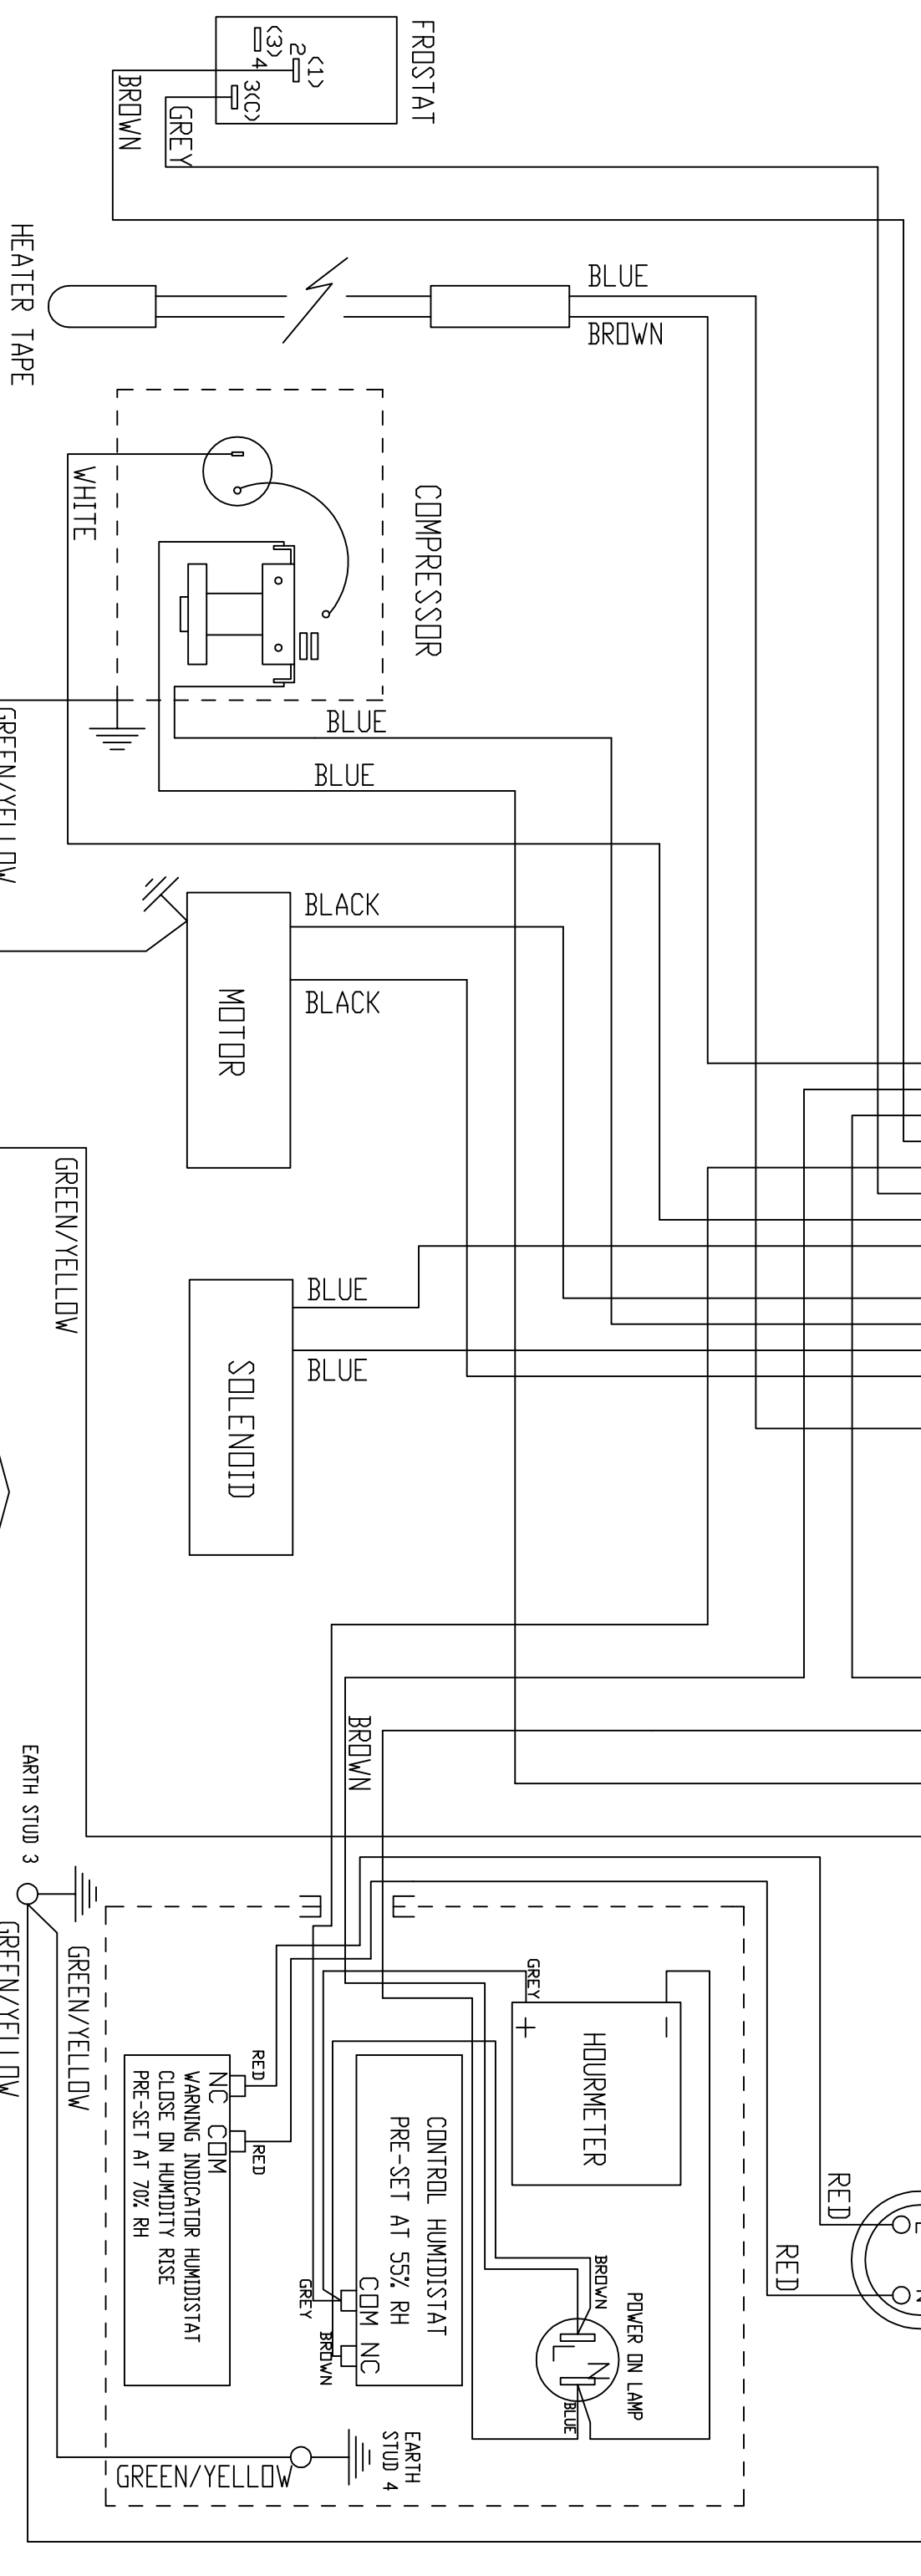 FROSTAT
(1)
2
(3)
4
3(C)
BROWN
GREY
HEATER TAPE
BLUE
BROWN
COMPRESSOR
WHITE
BLUE
BLUE
GREEN/YELLOW
BLACK
BLACK
MOTOR
GREEN/YELLOW
BLUE
BLUE
SOLENOID
BROWN
EARTH STUD 3
GREEN/YELLOW
GREEN/YELLOW
GREY
+
-
HOURMETER
RED
RED
NC COM
WARNING INDICATOR HUMIDISTAT
CLOSE ON HUMIDITY RISE
PRE-SET AT 70% RH
CONTROL HUMIDISTAT
PRE-SET AT 55% RH
COM NC
GREY
BROWN
BROWN
POWER ON LAMP
L
N
BLUE
RED
RED
EARTH
STUD 4
GREEN/YELLOW